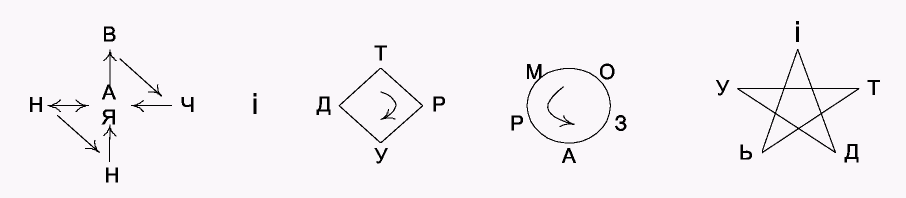 В
Н А Ч
Я
Н
і
Т
Д Р
У
М О
Р З
А
і
У Т
Ь Д